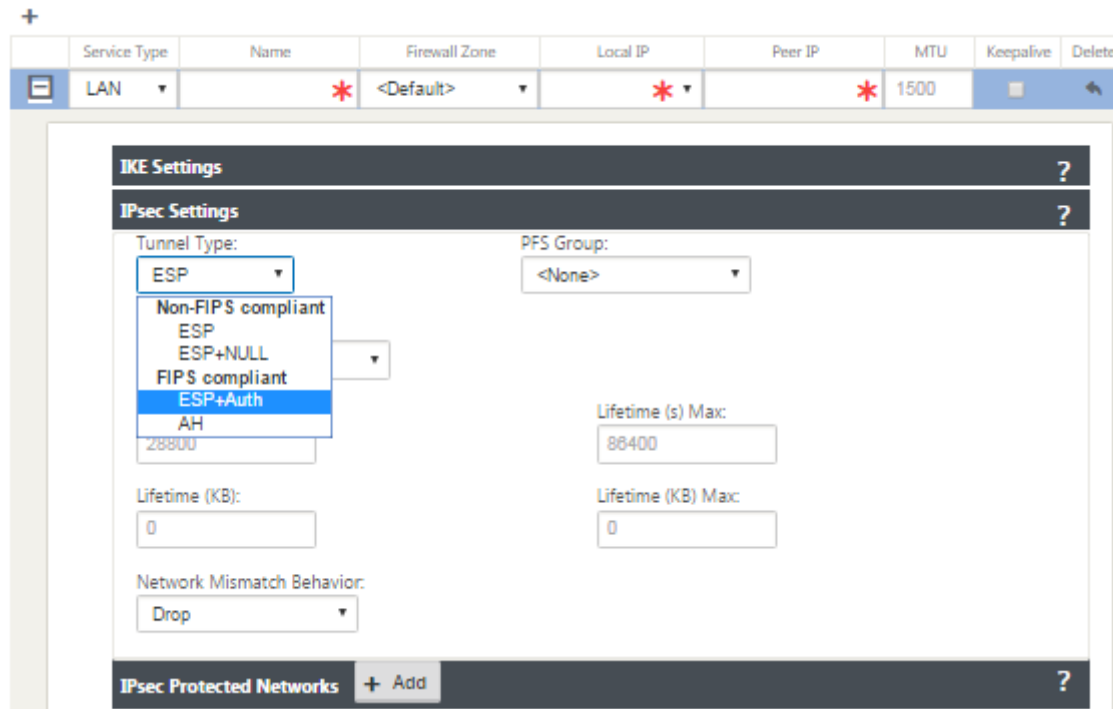 +
Service Type Name Firewall Zone Local IP Peer IP MTU Keepalive Delete
LAN * <Default> * * 1500
IKE Settings ?
IPsec Settings ?
Tunnel Type: PFS Group:
ESP <None>
Non-FIPS compliant
ESP
ESP+NULL
FIPS compliant
ESP+Auth
AH
Lifetime (s) Max:
28800 86400
Lifetime (KB): Lifetime (KB) Max:
0 0
Network Mismatch Behavior:
Drop
IPsec Protected Networks + Add ?